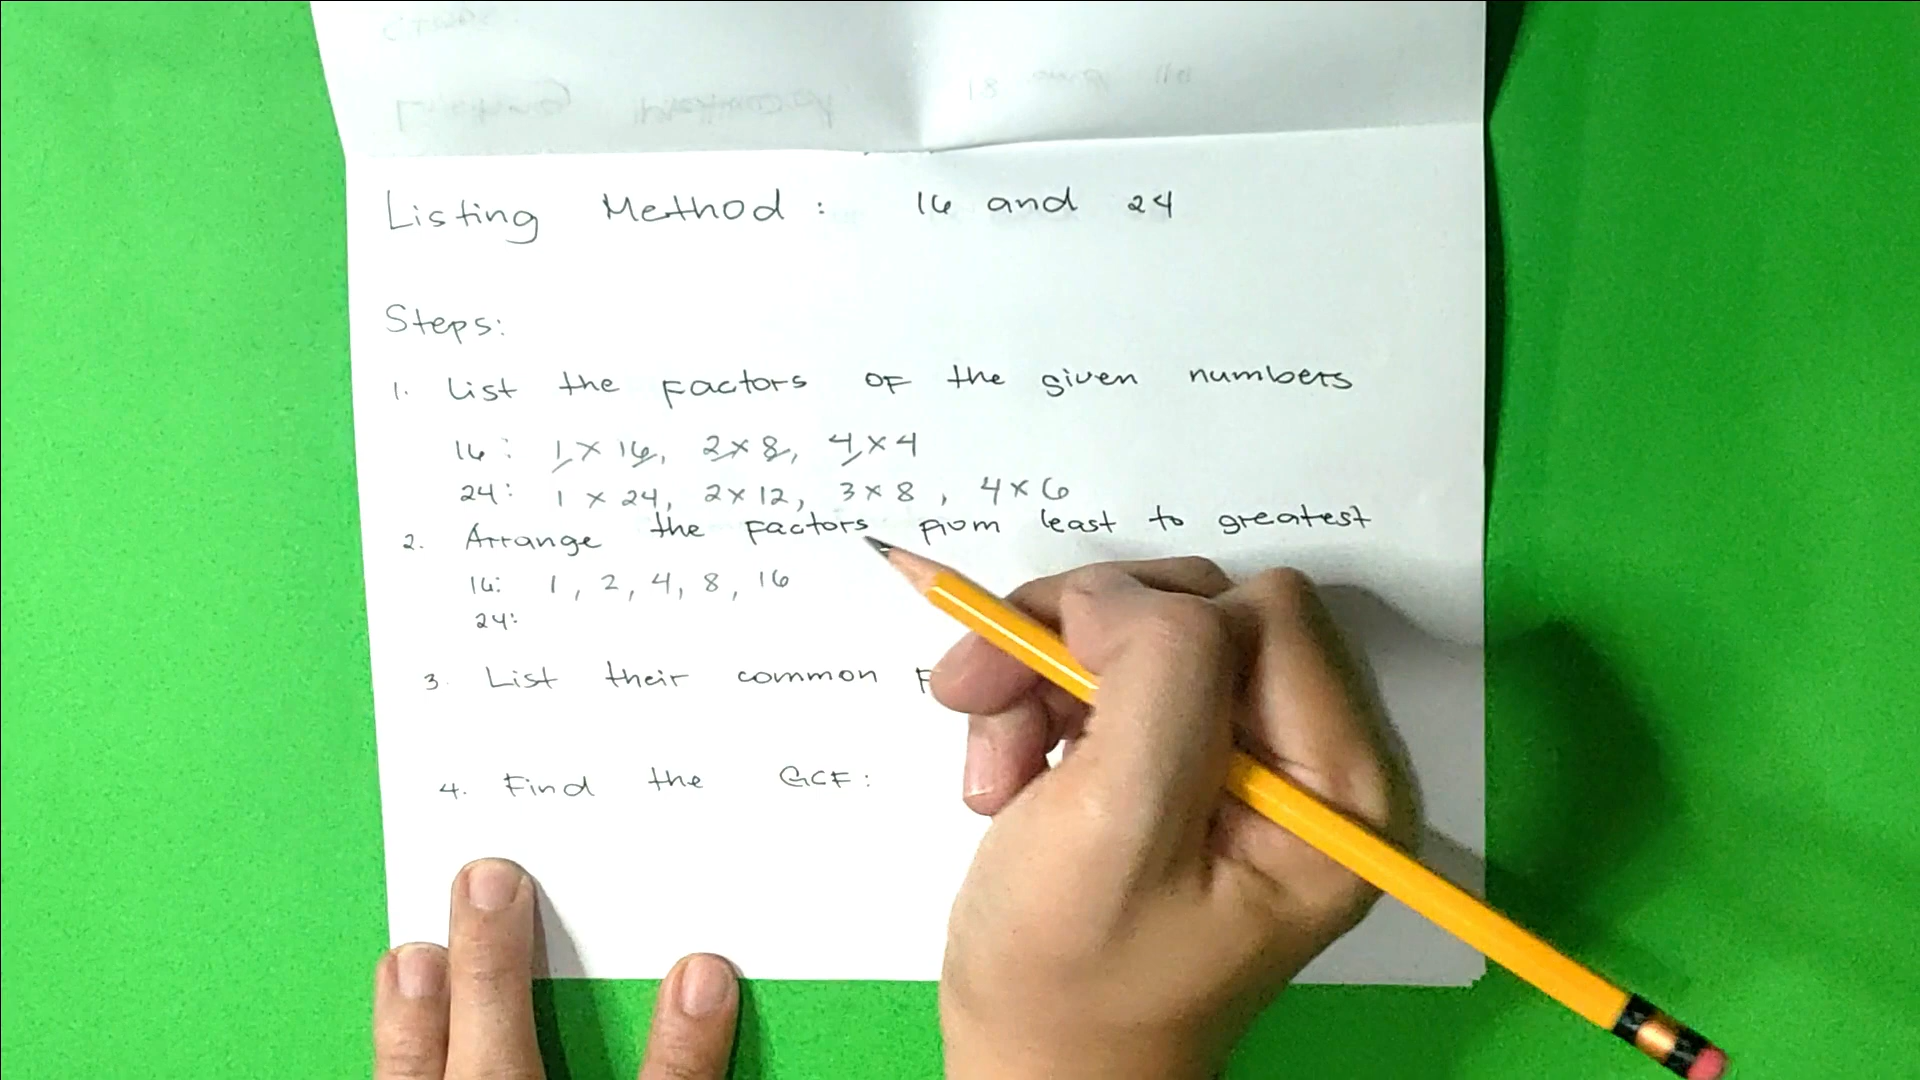 Listing Method : 16 and 24
Steps:
1. List the factors of the given numbers
16: 1 x 16, 2 x 8, 4 x 4
24: 1 x 24, 2 x 12, 3 x 8, 4 x 6
2. Arrange the factors from least to greatest
16: 1, 2, 4, 8, 16
24:
3. List their common
4. Find the GCF: